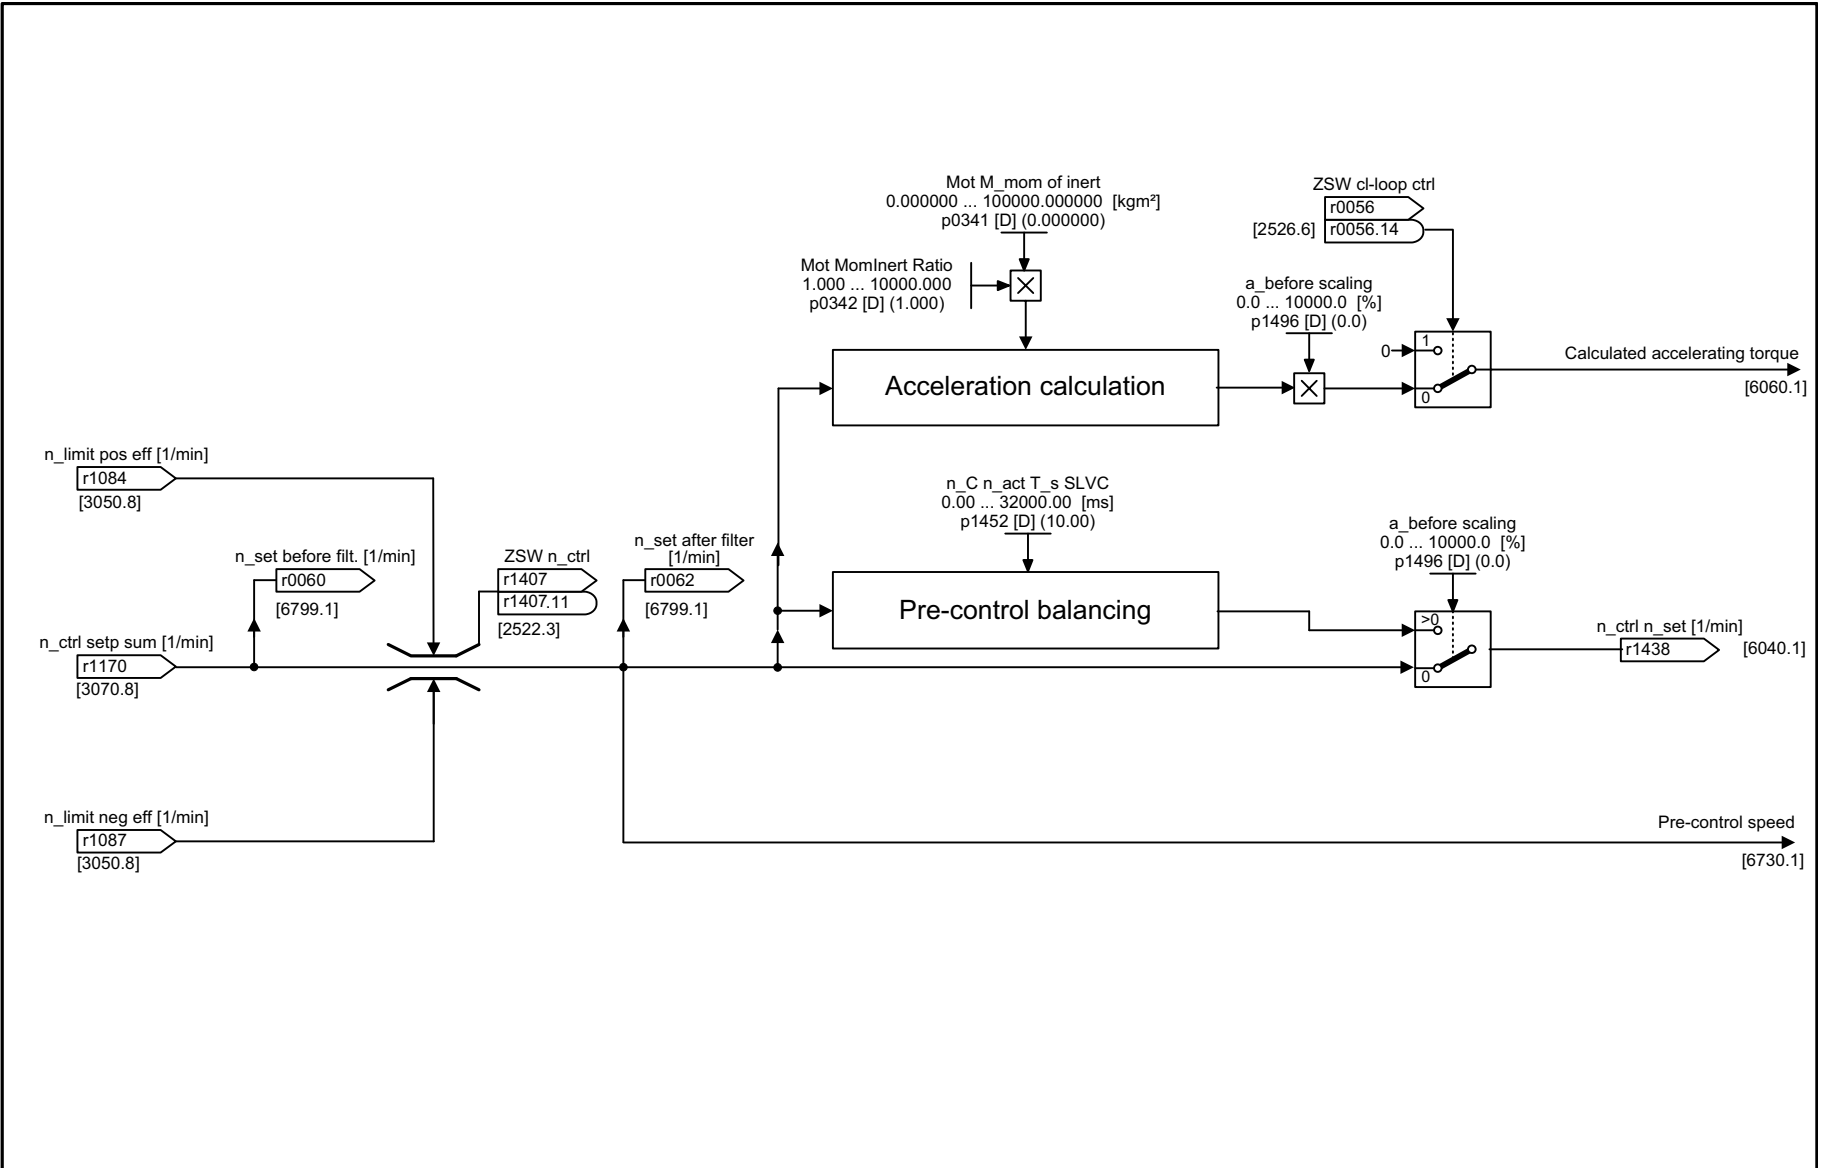 Mot M_mom of inert
0.000000 ... 100000.000000 [kgm²]
p0341 [D] (0.000000)
ZSW cl-loop ctrl
r0056
[2526.6]
r0056.14
Mot MomInert Ratio
1.000 ... 10000.000
p0342 [D] (1.000)
a_before scaling
0.0 ... 10000.0 [%]
p1496 [D] (0.0)
Acceleration calculation
0
1
0
Calculated accelerating torque
[6060.1]
n_limit pos eff [1/min]
r1084
[3050.8]
n_C n_act T_s SLVC
0.00 ... 32000.00 [ms]
p1452 [D] (10.00)
a_before scaling
0.0 ... 10000.0 [%]
p1496 [D] (0.0)
n_set before filt. [1/min]
r0060
[6799.1]
ZSW n_ctrl
r1407
r1407.11
[2522.3]
n_set after filter
[1/min]
r0062
[6799.1]
Pre-control balancing
>0
0
n_ctrl n_set [1/min]
r1438
[6040.1]
n_ctrl setp sum [1/min]
r1170
[3070.8]
n_limit neg eff [1/min]
r1087
[3050.8]
Pre-control speed
[6730.1]